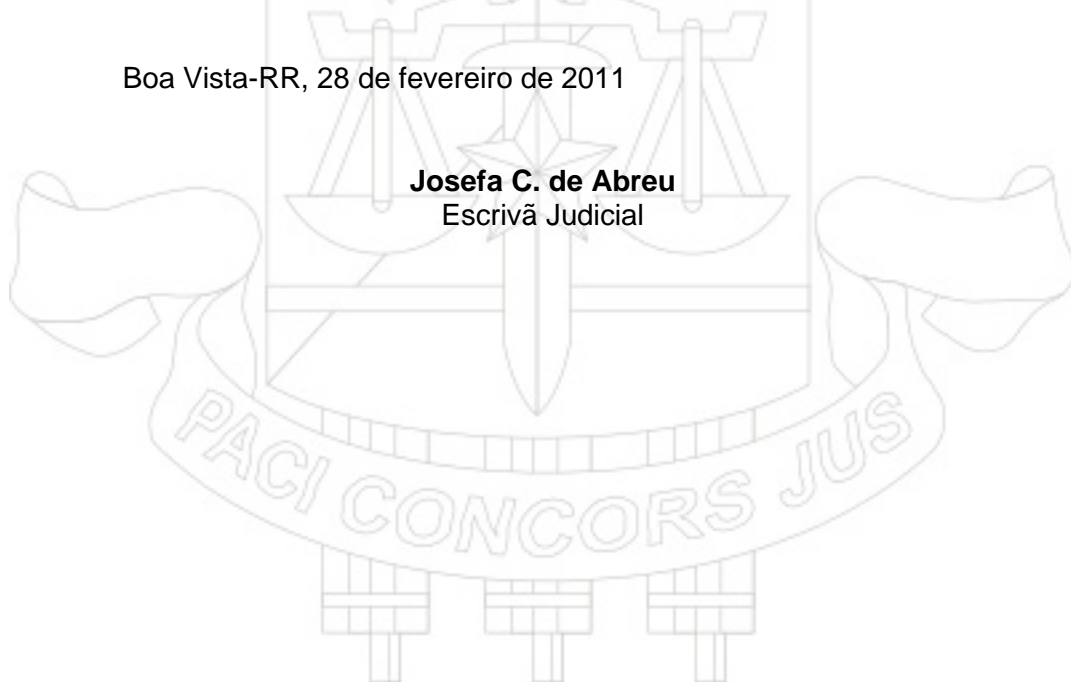 Boa Vista-RR, 28 de fevereiro de 2011
Josefa C. de Abreu
Escrivã Judicial
PACI CONCORS JUS